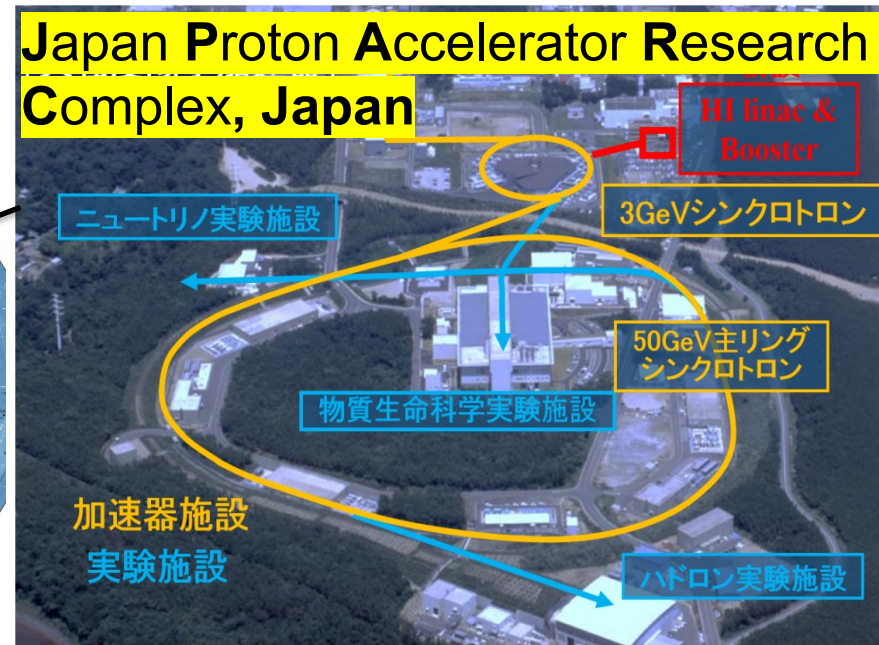 Japan Proton Accelerator Research
Complex, Japan
HI linac &
Booster
ニュートリノ実験施設
3GeVシンクロトロン
50GeV主リング
シンクロトロン
物質生命科学実験施設
加速器施設
実験施設
ハドロン実験施設